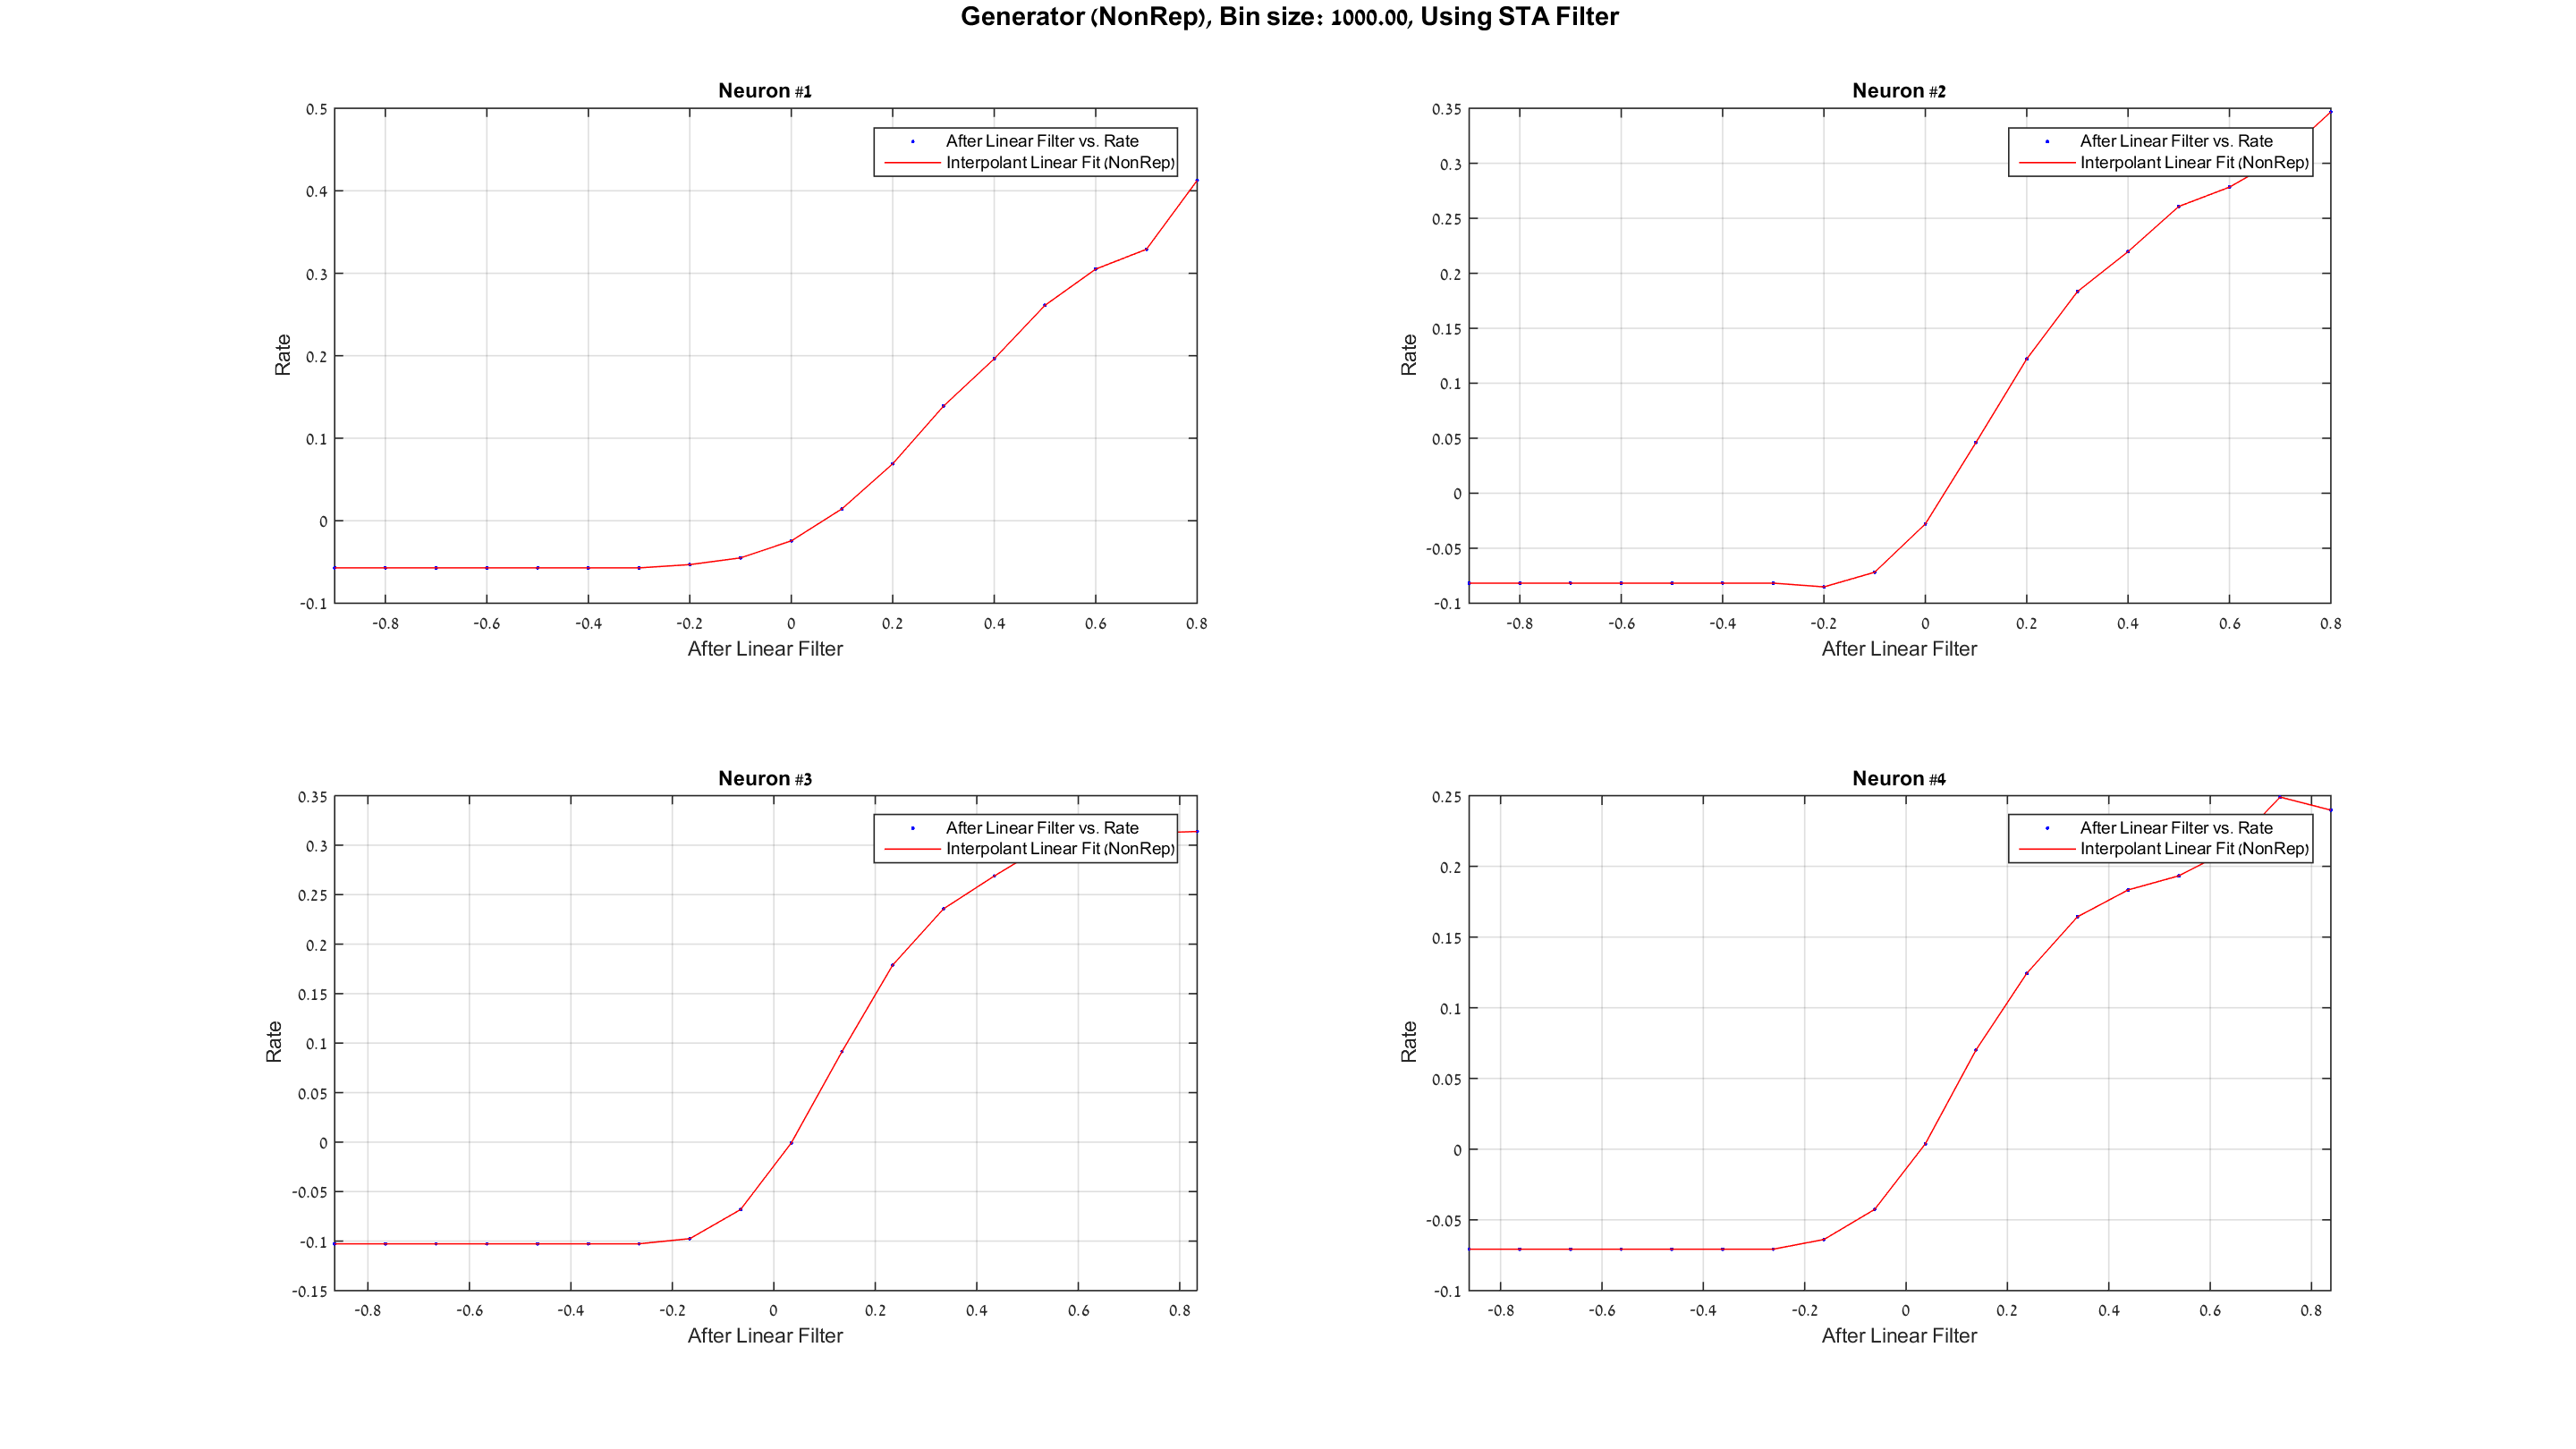 Generator (NonRep), Bin size: 1000.00, Using STA Filter
Neuron #1
0.5
0.4
0.3
0.2
0.1
0
-0.1
Rate
After Linear Filter vs. Rate
Interpolant Linear Fit (NonRep)
-0.8 -0.6 -0.4 -0.2 0 0.2 0.4 0.6 0.8
After Linear Filter
Neuron #2
0.35
0.3
0.25
0.2
0.15
0.1
0.05
0
-0.05
-0.1
Rate
After Linear Filter vs. Rate
Interpolant Linear Fit (NonRep)
-0.8 -0.6 -0.4 -0.2 0 0.2 0.4 0.6 0.8
After Linear Filter
Neuron #3
0.35
0.3
0.25
0.2
0.15
0.1
0.05
0
-0.05
-0.1
-0.15
Rate
After Linear Filter vs. Rate
Interpolant Linear Fit (NonRep)
-0.8 -0.6 -0.4 -0.2 0 0.2 0.4 0.6 0.8
After Linear Filter
Neuron #4
0.25
0.2
0.15
0.1
0.05
0
-0.05
-0.1
Rate
After Linear Filter vs. Rate
Interpolant Linear Fit (NonRep)
-0.8 -0.6 -0.4 -0.2 0 0.2 0.4 0.6 0.8
After Linear Filter